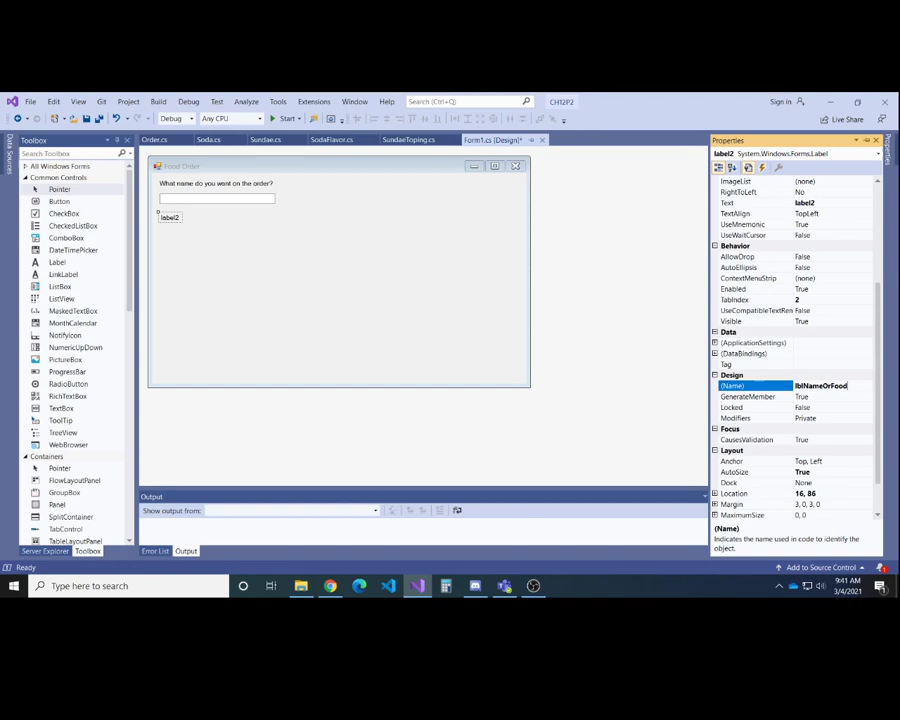 File Edit View Git Project Build Debug Test Analyze Tools Extensions Window Help Search (Ctrl+Q) CH12P2 Sign in
Debug Any CPU Start Live Share
Data Sources
Toolbox
Search Toolbox
All Windows Forms
Common Controls
Pointer
Button
CheckBox
CheckedListBox
ComboBox
DateTimePicker
Label
LinkLabel
ListBox
ListView
MaskedTextBox
MonthCalendar
NotifyIcon
NumericUpDown
PictureBox
ProgressBar
RadioButton
RichTextBox
TextBox
ToolTip
TreeView
WebBrowser
Containers
Pointer
FlowLayoutPanel
GroupBox
Panel
SplitContainer
TabControl
TableLayoutPanel
Server Explorer Toolbox
Order.cs Soda.cs Sundae.cs SodaFlavor.cs SundaeToping.cs Form1.cs [Design]*
Food Order
What name do you want on the order?
label2
Output
Show output from:
Error List Output
Properties
label2 System.Windows.Forms.Label
ImageList (none)
RightToLeft No
Text label2
TextAlign TopLeft
UseMnemonic True
UseWaitCursor False
Behavior
AllowDrop False
AutoEllipsis False
ContextMenuStrip (none)
Enabled True
TabIndex 2
UseCompatibleTextRen True
Visible True
Data
(ApplicationSettings)
(DataBindings)
Tag
Design
(Name) lblNameOrFood
GenerateMember True
Locked False
Modifiers Private
Focus
CausesValidation True
Layout
Anchor Top, Left
AutoSize True
Dock None
Location 16, 86
Margin 3, 0, 3, 0
MaximumSize 0, 0
(Name)
Indicates the name used in code to identify the
object.
Properties
Ready Add to Source Control 1
Type here to search
9:41 AM
3/4/2021